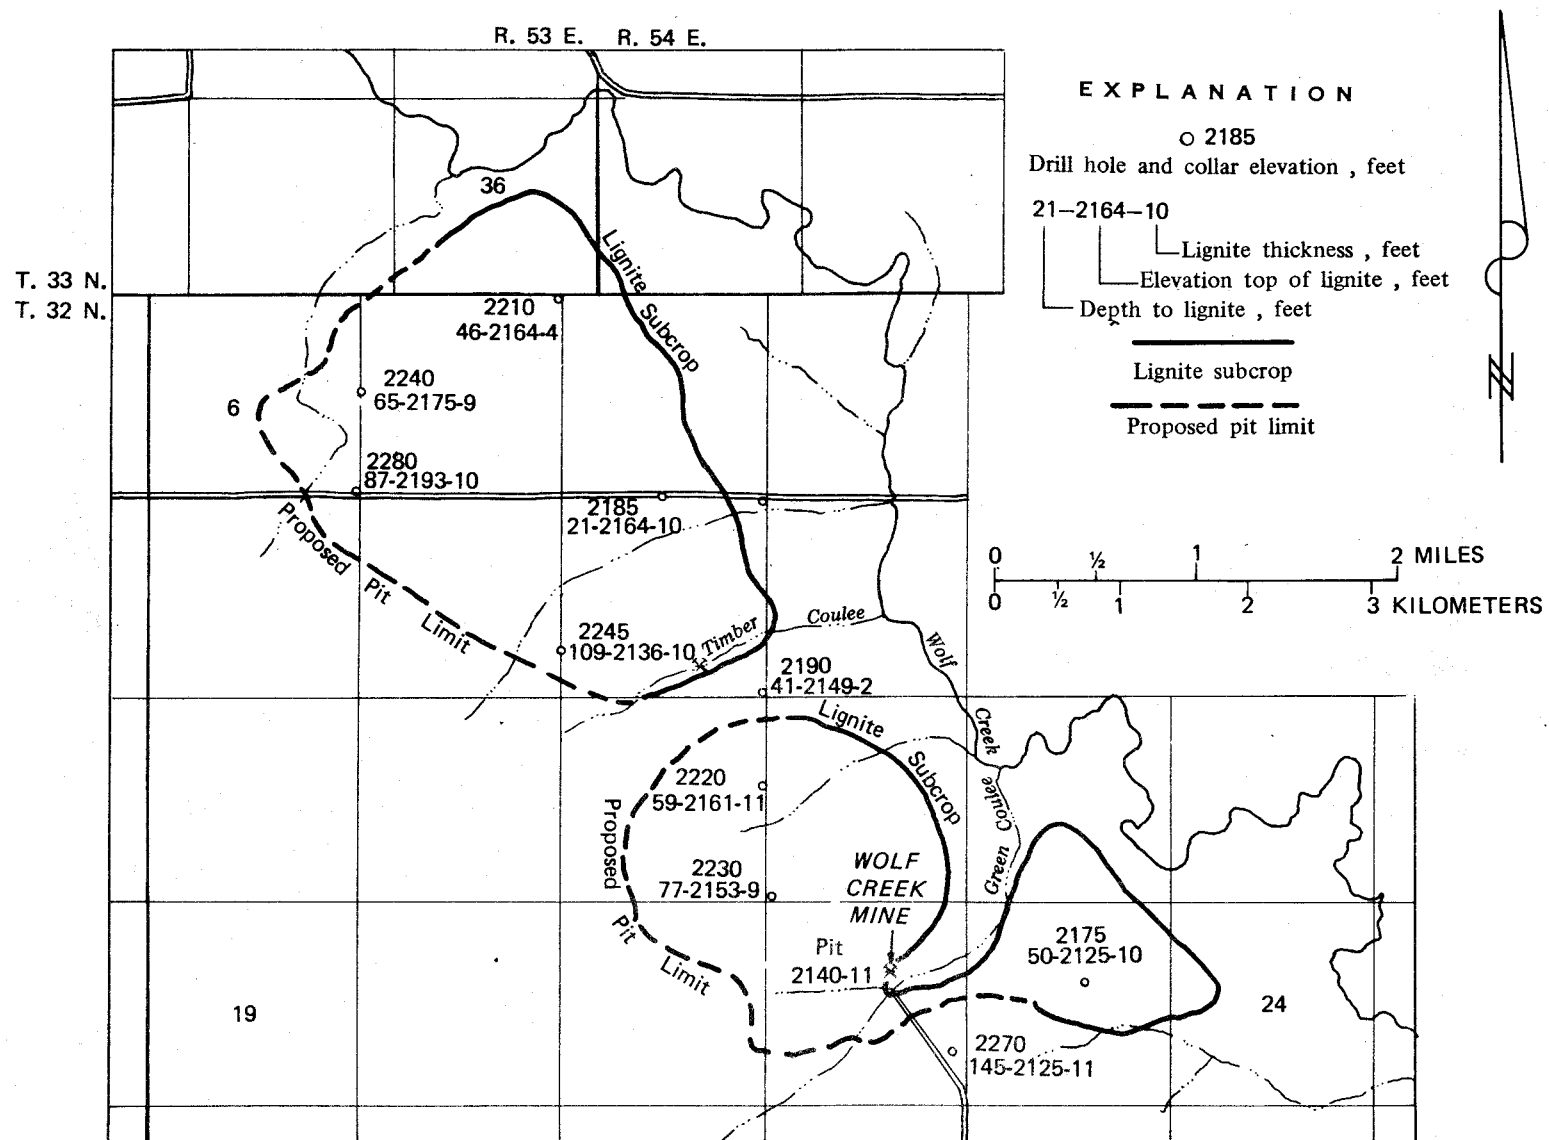 R. 53 E. R. 54 E.
EXPLANATION
2185
Drill hole and collar elevation , feet
21-2164-10
Lignite thickness , feet
Elevation top of lignite , feet
Depth to lignite , feet
Lignite subcrop
Proposed pit limit
T. 33 N.
T. 32 N.
36
Lignite Subcrop
2210
46-2164-4
2240
65-2175-9
6
2280
87-2193-10
2185
21-2164-10
Proposed Pit Limit
2245
109-2136-10
Timber Coulee
Wolf Creek
2190
41-2149-2
0 ½ 1 2 MILES
0 ½ 1 2 3 KILOMETERS
N
Lignite Subcrop
2220
59-2161-11
Proposed Pit Limit
2230
77-2153-9
WOLF
CREEK
MINE
Green Coulee
Pit
2140-11
2175
50-2125-10
19
24
2270
145-2125-11